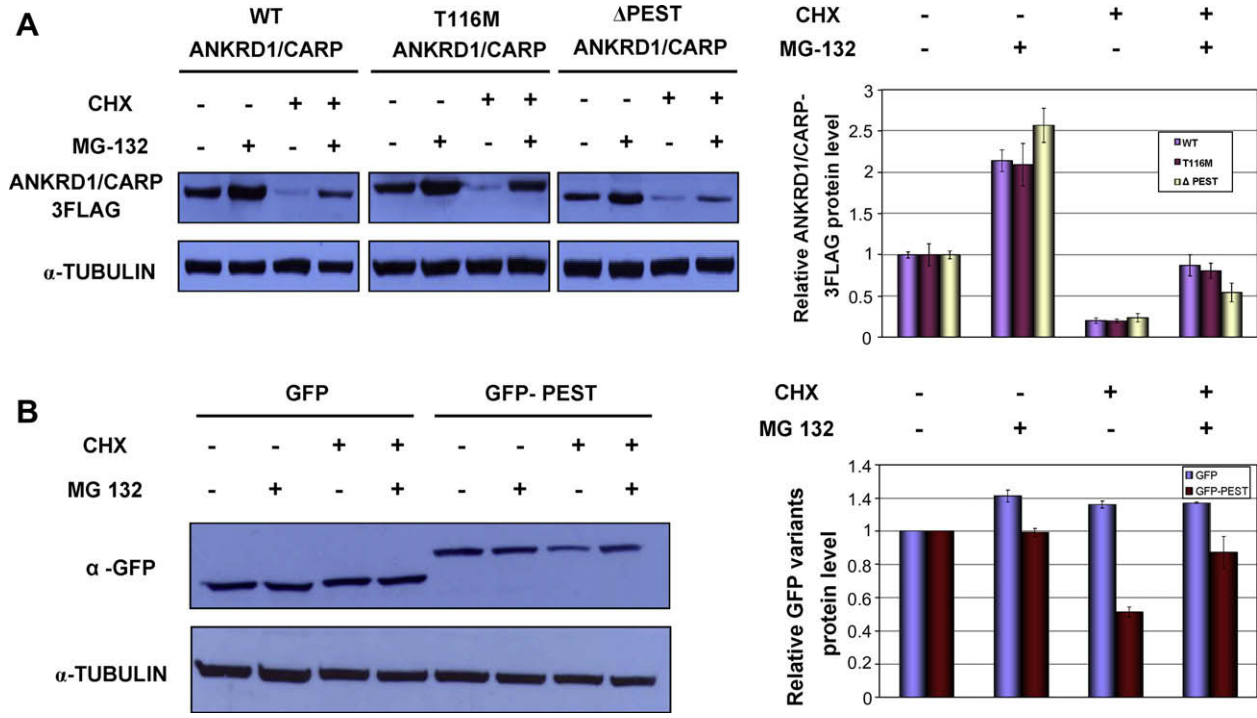 A
WT
ANKRD1/CARP
T116M
ANKRD1/CARP
ΔPEST
ANKRD1/CARP
CHX - - + + - - + + - - + +
MG-132 - + - + - + - + - + - +
ANKRD1/CARP
3FLAG
α-TUBULIN
CHX - - + +
MG-132 - + - +
Relative ANKRD1/CARP-
3FLAG protein level
3
2.5
2
1.5
1
0.5
0
WT
T116M
Δ PEST
B
GFP
GFP- PEST
CHX - - + + - - + +
MG 132 - + - + - + - +
α -GFP
α-TUBULIN
CHX - - + +
MG 132 - + - +
Relative GFP variants
protein level
1.4
1.4
1
0.8
0.6
0.4
0.2
0
GFP
GFP-PEST